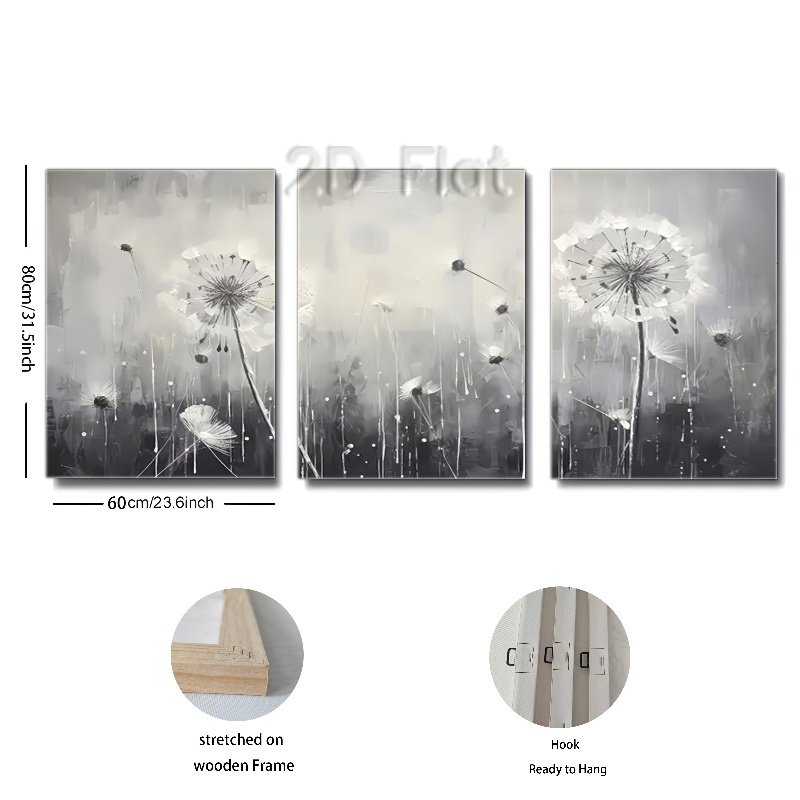 2D Flat
80cm/31.5inch
60cm/23.6inch
stretched on
wooden Frame
Hook
Ready to Hang